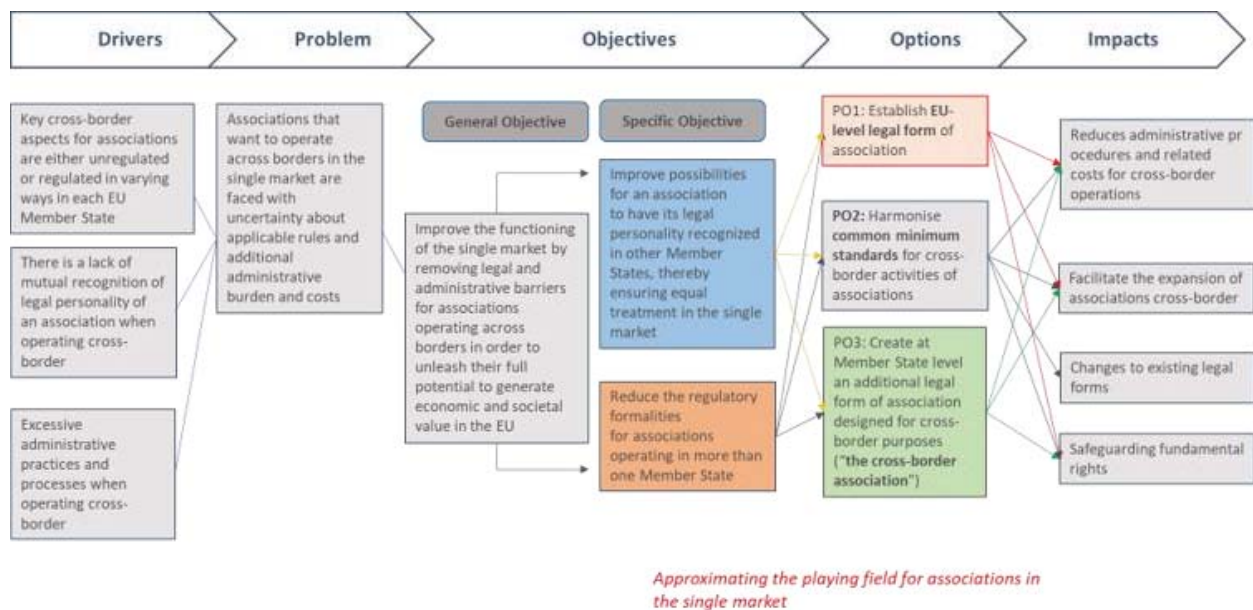 Drivers
Problem
Objectives
Options
Impacts
Key cross-border
aspects for associations
are either unregulated
or regulated in varying
ways in each EU
Member State
There is a lack of
mutual recognition of
legal personality of
an association when
operating cross-
border
Excessive
administrative
practices and
processes when
operating cross-
border
Associations that
want to operate
across borders in the
single market are
faced with
uncertainty about
applicable rules and
additional
administrative
burden and costs
General Objective
Improve the functioning
of the single market by
removing legal and
administrative barriers
for associations
operating across
borders in order to
unleash their full
potential to generate
economic and societal
value in the EU
Specific Objective
Improve possibilities
for an association
to have its legal
personality recognized
in other Member
States, thereby
ensuring equal
treatment in the single
market
Reduce the regulatory
formalities
for associations
operating in more than
one Member State
PO1: Establish EU-
level legal form of
association
PO2: Harmonise
common minimum
standards for cross-
border activities of
associations
PO3: Create at
Member State level
an additional legal
form of association
designed for cross-
border purposes
("the cross-border
association")
Reduces administrative pr
ocedures and related
costs for cross-border
operations
Facilitate the expansion of
associations cross-border
Changes to existing legal
forms
Safeguarding fundamental
rights
Approximating the playing field for associations in
the single market